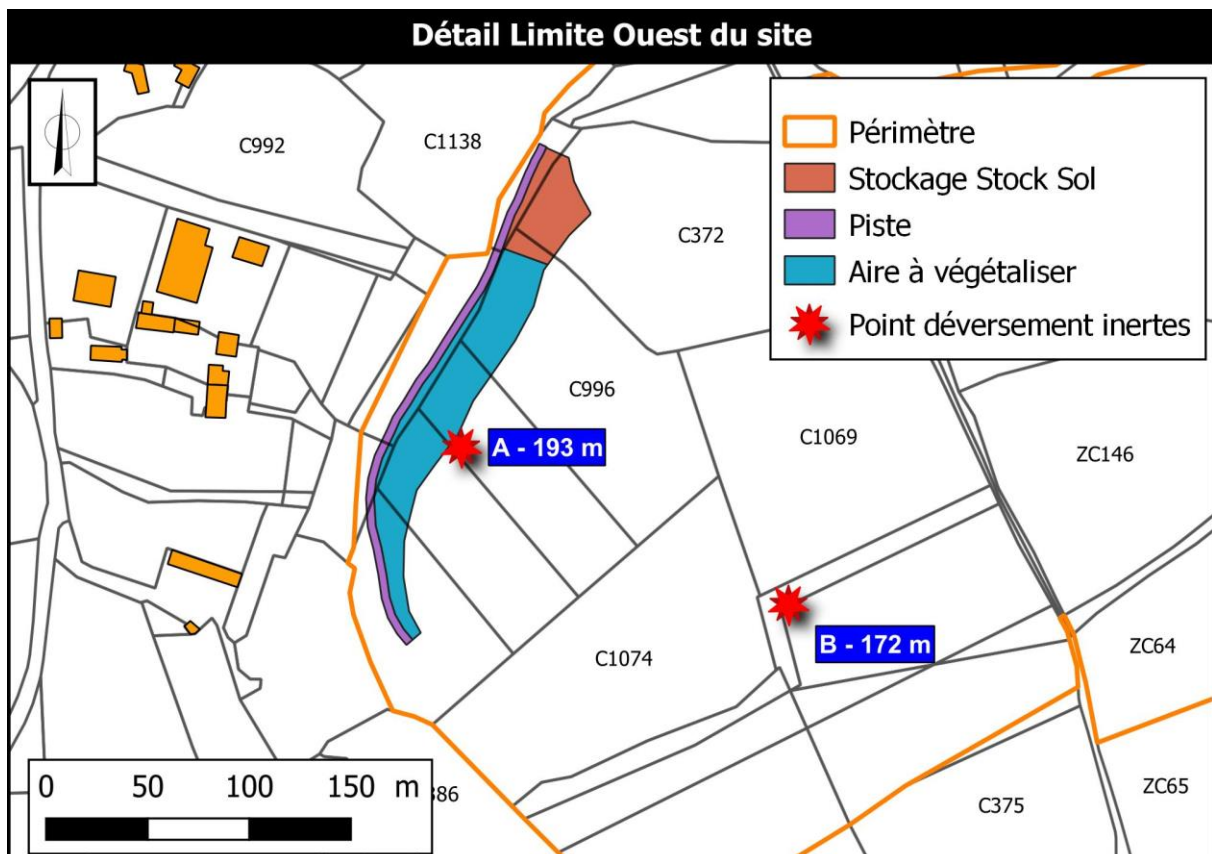 Détail Limite Ouest du site
Périmètre
Stockage Stock Sol
Piste
Aire à végétaliser
Point déversement inertes
C992
C1138
C372
C996
C1069
ZC146
A - 193 m
B - 172 m
C1074
ZC64
ZC65
C375
0 50 100 150 m